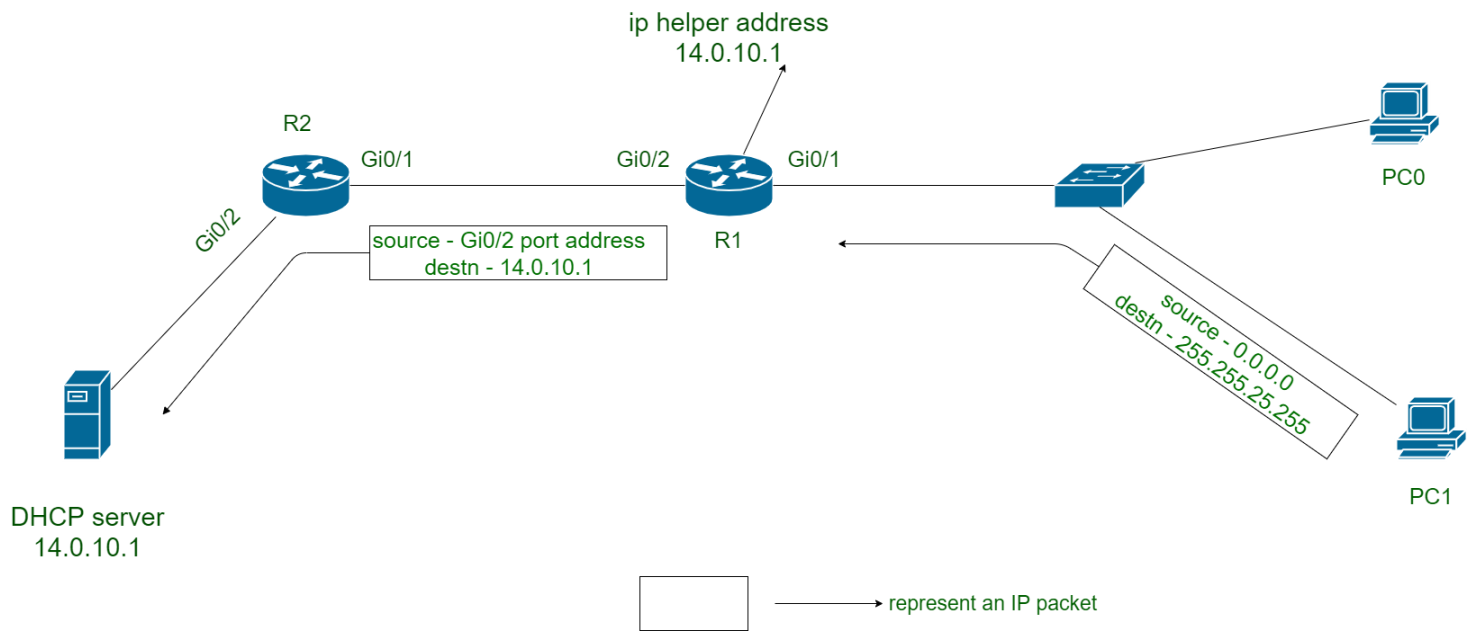 ip helper address
14.0.10.1
R2
Gi0/1
Gi0/2
Gi0/1
PC0
Gi0/2
R1
source - Gi0/2 port address
destn - 14.0.10.1
source - 0.0.0.0
destn - 255.255.25.255
PC1
DHCP server
14.0.10.1
represent an IP packet